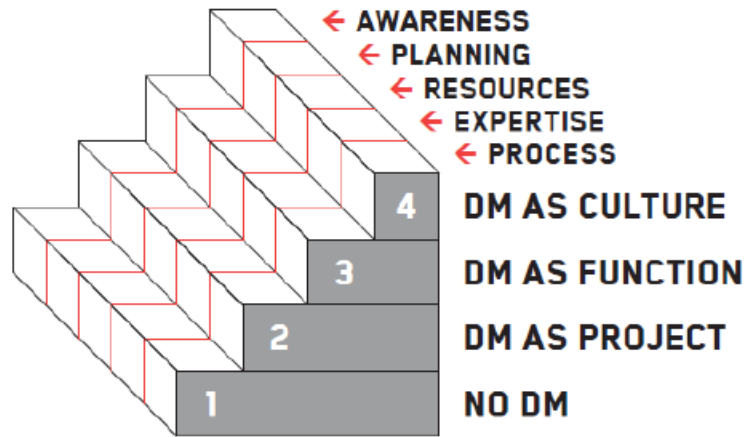 ← AWARENESS
← PLANNING
← RESOURCES
← EXPERTISE
← PROCESS
4 DM AS CULTURE
3 DM AS FUNCTION
2 DM AS PROJECT
1 NO DM